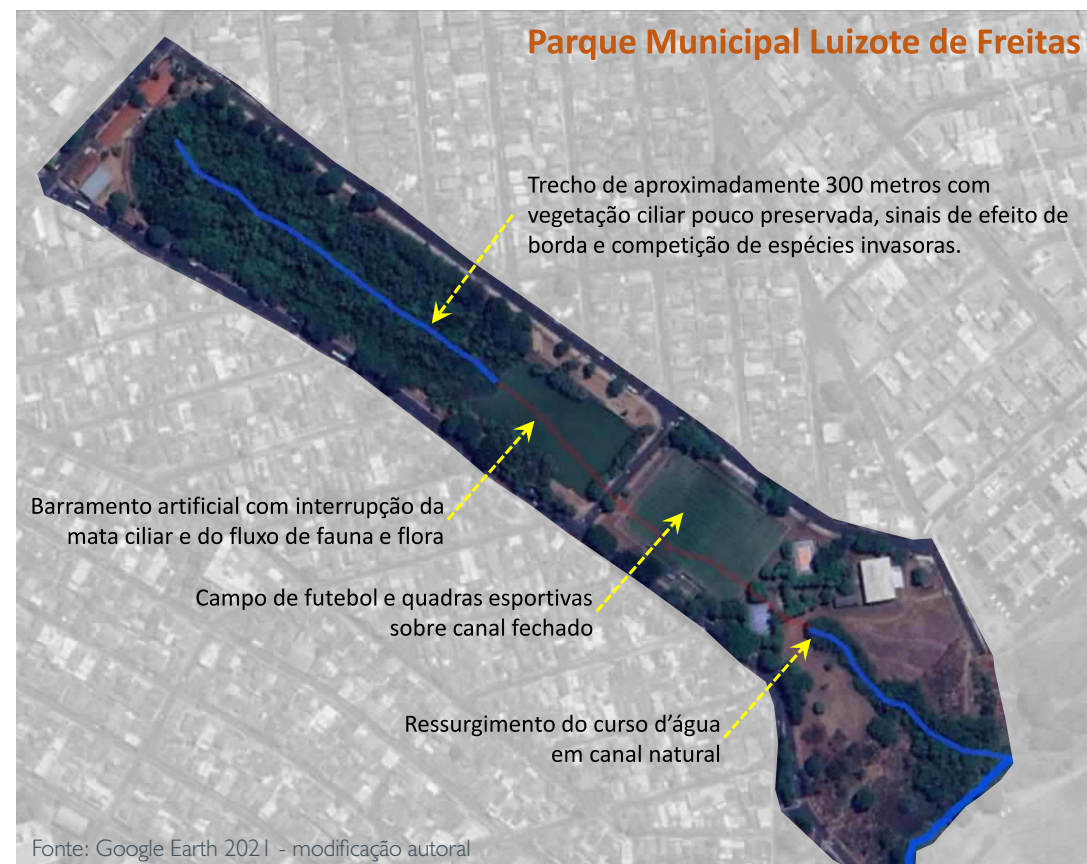 Parque Municipal Luizote de Freitas
Trecho de aproximadamente 300 metros com
vegetação ciliar pouco preservada, sinais de efeito de
borda e competição de espécies invasoras.
Barramento artificial com interrupção da
mata ciliar e do fluxo de fauna e flora
Campo de futebol e quadras esportivas
sobre canal fechado
Ressurgimento do curso d’água
em canal natural
Fonte: Google Earth 2021 - modificação autoral